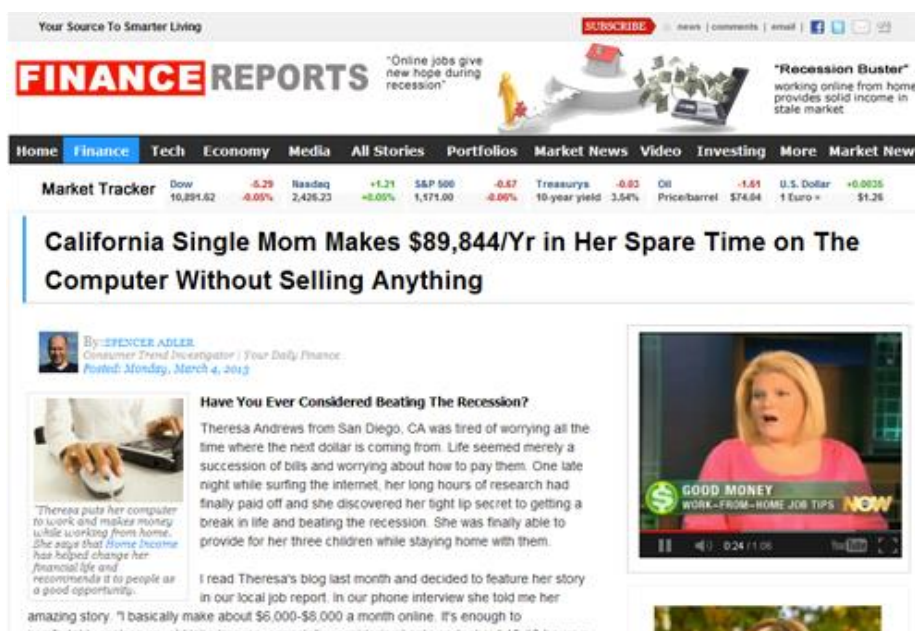 Your Source To Smarter Living
SUBSCRIBE news | comments | email |
FINANCE REPORTS
"Online jobs give
new hope during
recession"
"Recession Buster"
working online from home
provides solid income in
stale market
Home Finance Tech Economy Media All Stories Portfolios Market News Video Investing More Market New
Market Tracker
Dow -5.29 Nasdaq +1.21 S&P 500 -0.67 Treasurys -0.03 Oil -1.61 U.S. Dollar +0.0035
10,891.62 -0.05% 2,426.23 +0.05% 1,171.00 -0.06% 10-year yield 3.54% Price/barrel $74.04 1 Euro = $1.26
California Single Mom Makes $89,844/Yr in Her Spare Time on The
Computer Without Selling Anything
By: SPENCER ADLER
Consumer Trend Investigator | Your Daily Finance
Posted: Monday, March 4, 2013
"Theresa puts her computer
to work and makes money
while working from home.
She says that Home Income
has helped change her
financial life and
recommends it to people as
a good opportunity.
Have You Ever Considered Beating The Recession?
Theresa Andrews from San Diego, CA was tired of worrying all the
time where the next dollar is coming from. Life seemed merely a
succession of bills and worrying about how to pay them. One late
night while surfing the internet, her long hours of research had
finally paid off and she discovered her tight lip secret to getting a
break in life and beating the recession. She was finally able to
provide for her three children while staying home with them.
I read Theresa's blog last month and decided to feature her story
in our local job report. In our phone interview she told me her
amazing story. "I basically make about $6,000-$8,000 a month online. It's enough to
GOOD MONEY
WORK-FROM-HOME JOB TIPS NOW
0:24 / 1:06 YouTube